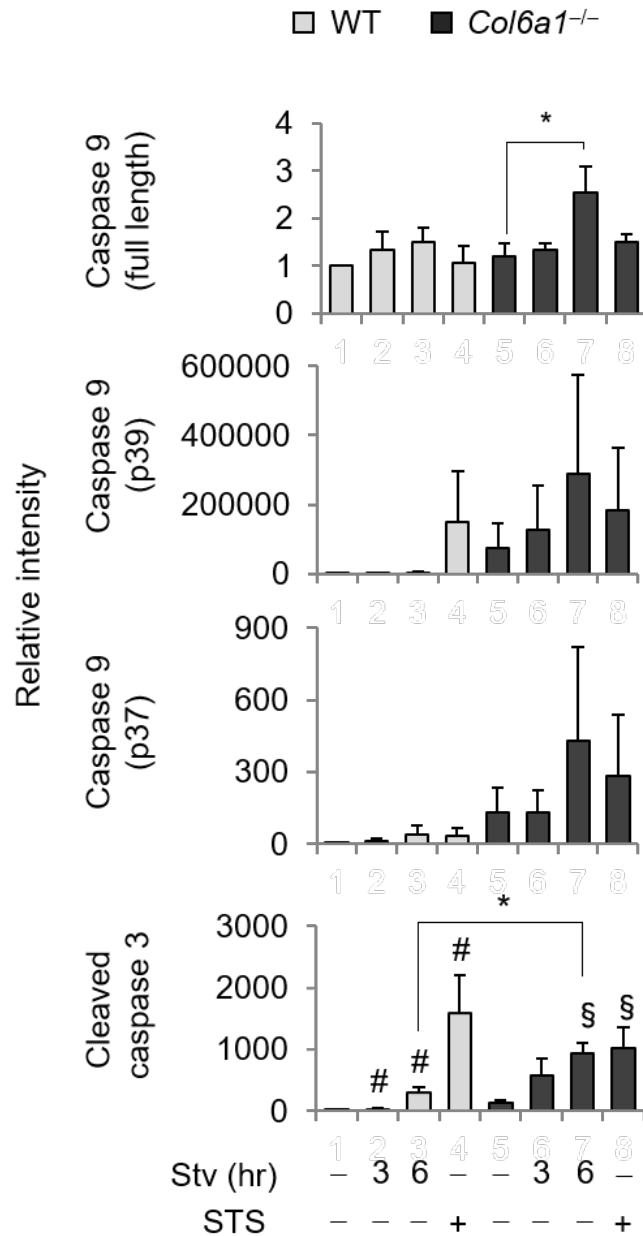 WT Col6a1–/–
Relative intensity
Caspase 9
(full length)
4
*
3
2
1
0
1 2 3 4 5 6 7 8
Caspase 9
(p39)
600000
400000
200000
0
1 2 3 4 5 6 7 8
Caspase 9
(p37)
900
600
300
0
1 2 3 4 5 6 7 8
Cleaved
caspase 3
*
3000
#
2000
§ §
1000
# #
0
1 2 3 4 5 6 7 8
Stv (hr) – 3 6 – – 3 6 –
STS – – – + – – – +